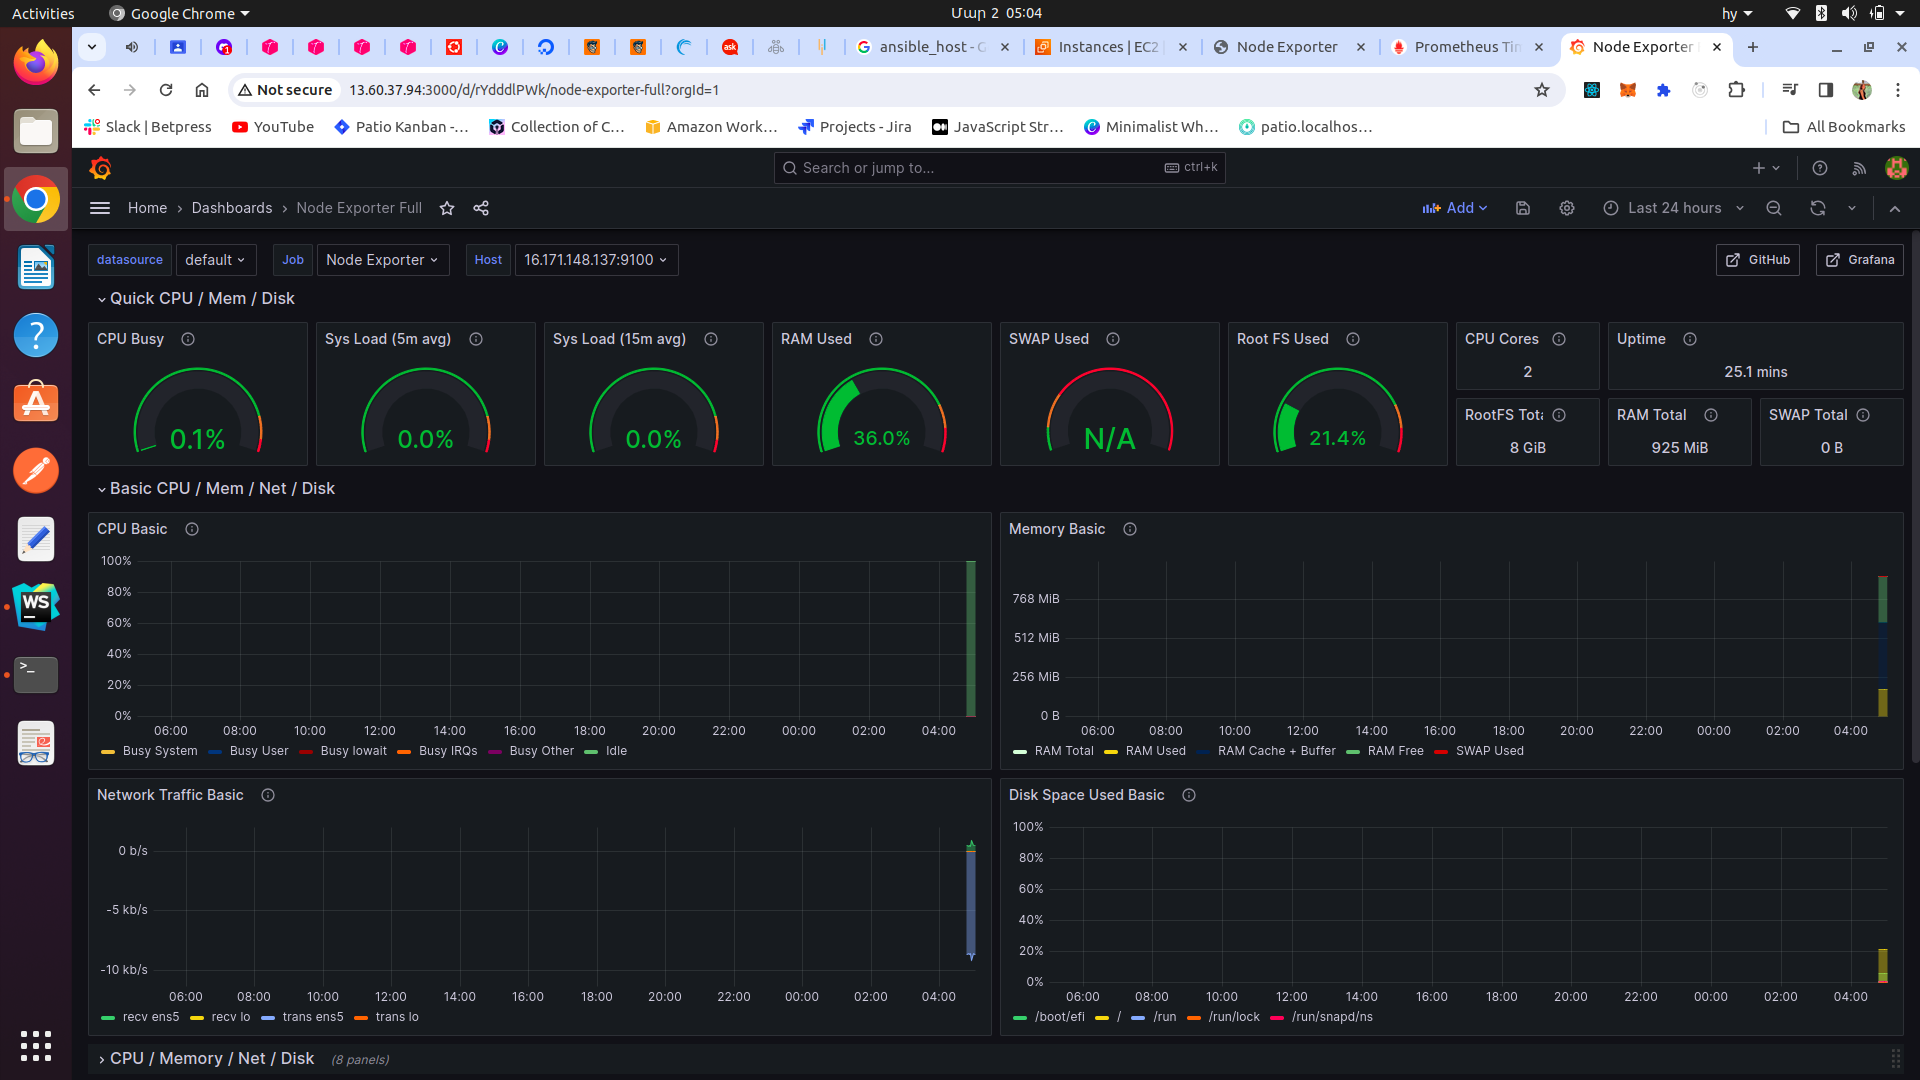 Activities
Google Chrome
Մար 2 05:04
hy
ansible_host - G
Instances | EC2
Node Exporter
Prometheus Tim
Node Exporter
Not secure
13.60.37.94:3000/d/rYdddlPWk/node-exporter-full?orgId=1
Slack | Betpress
YouTube
Patio Kanban -...
Collection of C...
Amazon Work...
Projects - Jira
JavaScript Str...
Minimalist Wh...
patio.localhos...
All Bookmarks
Search or jump to...
ctrl+k
Home › Dashboards › Node Exporter Full
Add
Last 24 hours
datasource
default
Job
Node Exporter
Host
16.171.148.137:9100
GitHub
Grafana
Quick CPU / Mem / Disk
CPU Busy
0.1%
Sys Load (5m avg)
0.0%
Sys Load (15m avg)
0.0%
RAM Used
36.0%
SWAP Used
N/A
Root FS Used
21.4%
CPU Cores
2
Uptime
25.1 mins
RootFS Tota
8 GiB
RAM Total
925 MiB
SWAP Total
0 B
Basic CPU / Mem / Net / Disk
CPU Basic
100%
80%
60%
40%
20%
0%
06:00 08:00 10:00 12:00 14:00 16:00 18:00 20:00 22:00 00:00 02:00 04:00
Busy System Busy User Busy Iowait Busy IRQs Busy Other Idle
Memory Basic
768 MiB
512 MiB
256 MiB
0 B
06:00 08:00 10:00 12:00 14:00 16:00 18:00 20:00 22:00 00:00 02:00 04:00
RAM Total RAM Used RAM Cache + Buffer RAM Free SWAP Used
Network Traffic Basic
0 b/s
-5 kb/s
-10 kb/s
06:00 08:00 10:00 12:00 14:00 16:00 18:00 20:00 22:00 00:00 02:00 04:00
recv ens5 recv lo trans ens5 trans lo
Disk Space Used Basic
100%
80%
60%
40%
20%
0%
06:00 08:00 10:00 12:00 14:00 16:00 18:00 20:00 22:00 00:00 02:00 04:00
/boot/efi / /run /run/lock /run/snapd/ns
CPU / Memory / Net / Disk (8 panels)
WS
ask